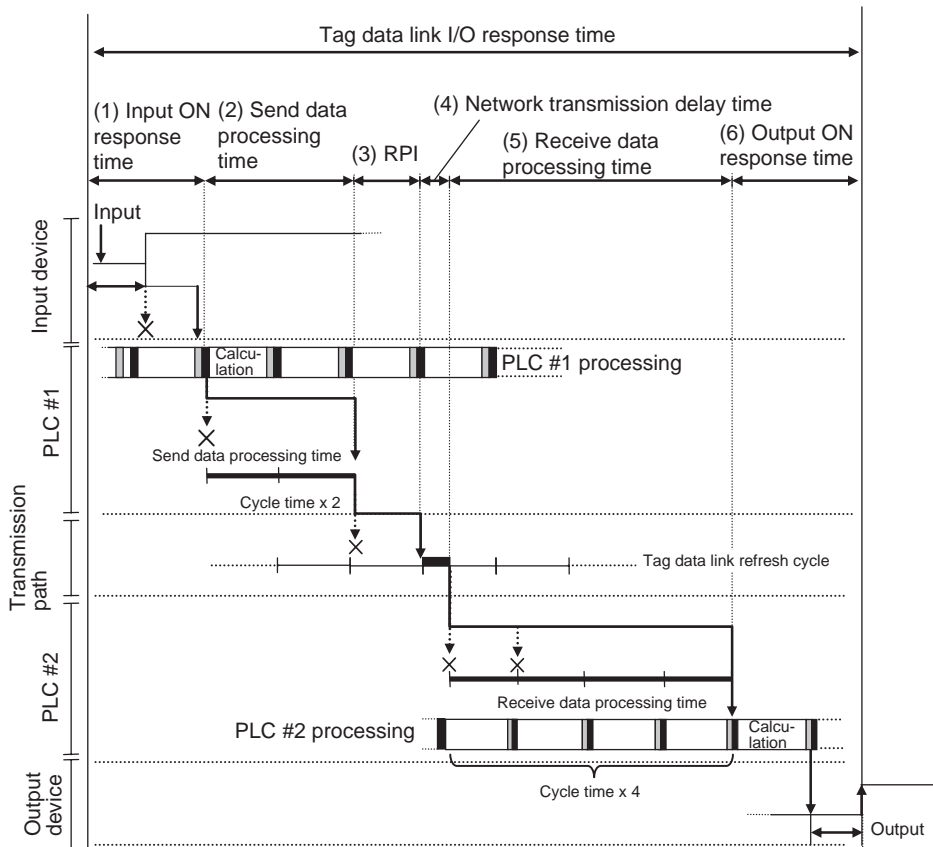 Tag data link I/O response time
(1) Input ON
response
time
(2) Send data
processing
time
(3) RPI
(4) Network transmission delay time
(5) Receive data
processing time
(6) Output ON
response time
Input device
Input
PLC #1
Calcu-
lation
PLC #1 processing
Send data processing time
Cycle time x 2
Transmission
path
Tag data link refresh cycle
PLC #2
Receive data processing time
PLC #2 processing
Calcu-
lation
Cycle time x 4
Output
device
Output